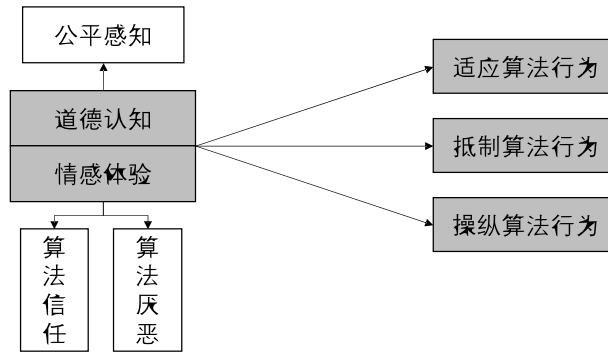 公平感知
道德认知
情感体验
算法信任
算法厌恶
适应算法行为
抵制算法行为
操纵算法行为